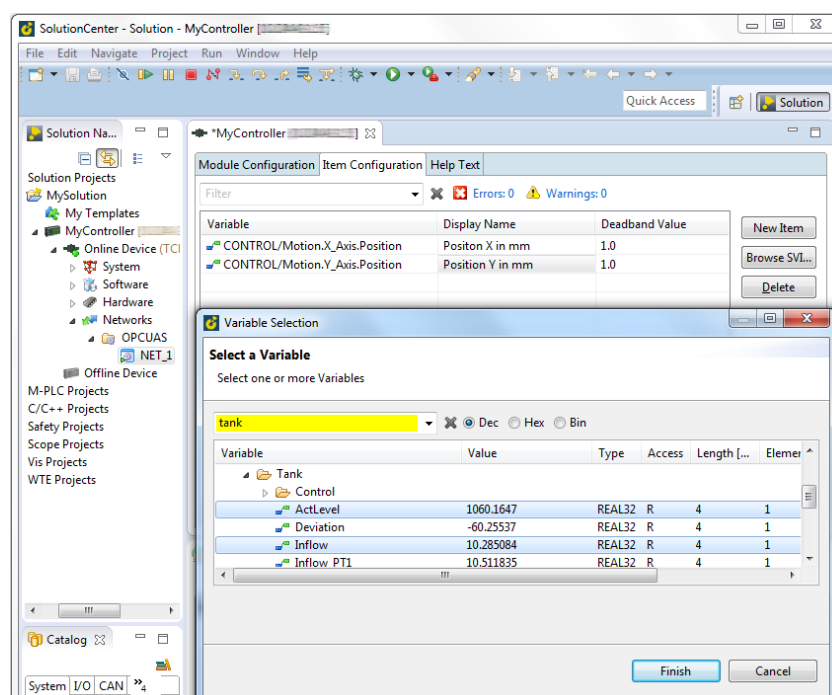 SolutionCenter - Solution - MyController [
File Edit Navigate Project Run Window Help
Quick Access
Solution
Solution Na...
*MyController ]
Module Configuration Item Configuration Help Text
Solution Projects
MySolution
My Templates
MyController [
Online Device (TCI
System
Software
Hardware
Networks
OPCUAS
NET_1
Offline Device
M-PLC Projects
C/C++ Projects
Safety Projects
Scope Projects
Vis Projects
WTE Projects
Filter
Errors: 0 Warnings: 0
Variable Display Name Deadband Value
CONTROL/Motion.X_Axis.Position Positon X in mm 1.0
CONTROL/Motion.Y_Axis.Position Position Y in mm 1.0
New Item
Browse SVI...
Delete
Variable Selection
Select a Variable
Select one or more Variables
tank
Dec Hex Bin
Variable Value Type Access Length [... Elemer
Tank
Control
ActLevel 1060.1647 REAL32 R 4 1
Deviation -60.25537 REAL32 R 4 1
Inflow 10.285084 REAL32 R 4 1
Inflow PT1 10.511835 REAL32 R 4 1
Finish Cancel
Catalog
System I/O CAN »4